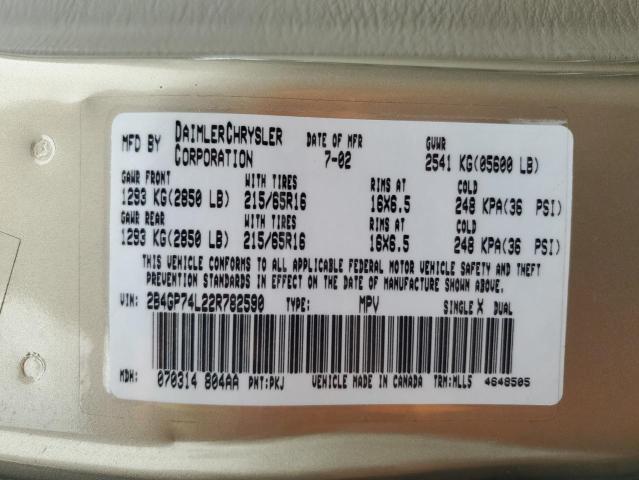 MFD BY DAIMLERCHRYSLER CORPORATION DATE OF MFR 7-02 GVWR 2541 KG(05600 LB)
GAWR FRONT WITH TIRES RIMS AT COLD
1293 KG(2850 LB) 215/65R16 16X6.5 248 KPA(36 PSI)
GAWR REAR WITH TIRES RIMS AT COLD
1293 KG(2850 LB) 215/65R16 16X6.5 248 KPA(36 PSI)
THIS VEHICLE CONFORMS TO ALL APPLICABLE FEDERAL MOTOR VEHICLE SAFETY AND THEFT
PREVENTION STANDARDS IN EFFECT ON THE DATE OF MANUFACTURE SHOWN ABOVE.
VIN: 2B4GP74L22R782590 TYPE: MPV SINGLE X DUAL
MDH: 070314 804AA PNT:PKJ VEHICLE MADE IN CANADA TRM:MLL5 4648505